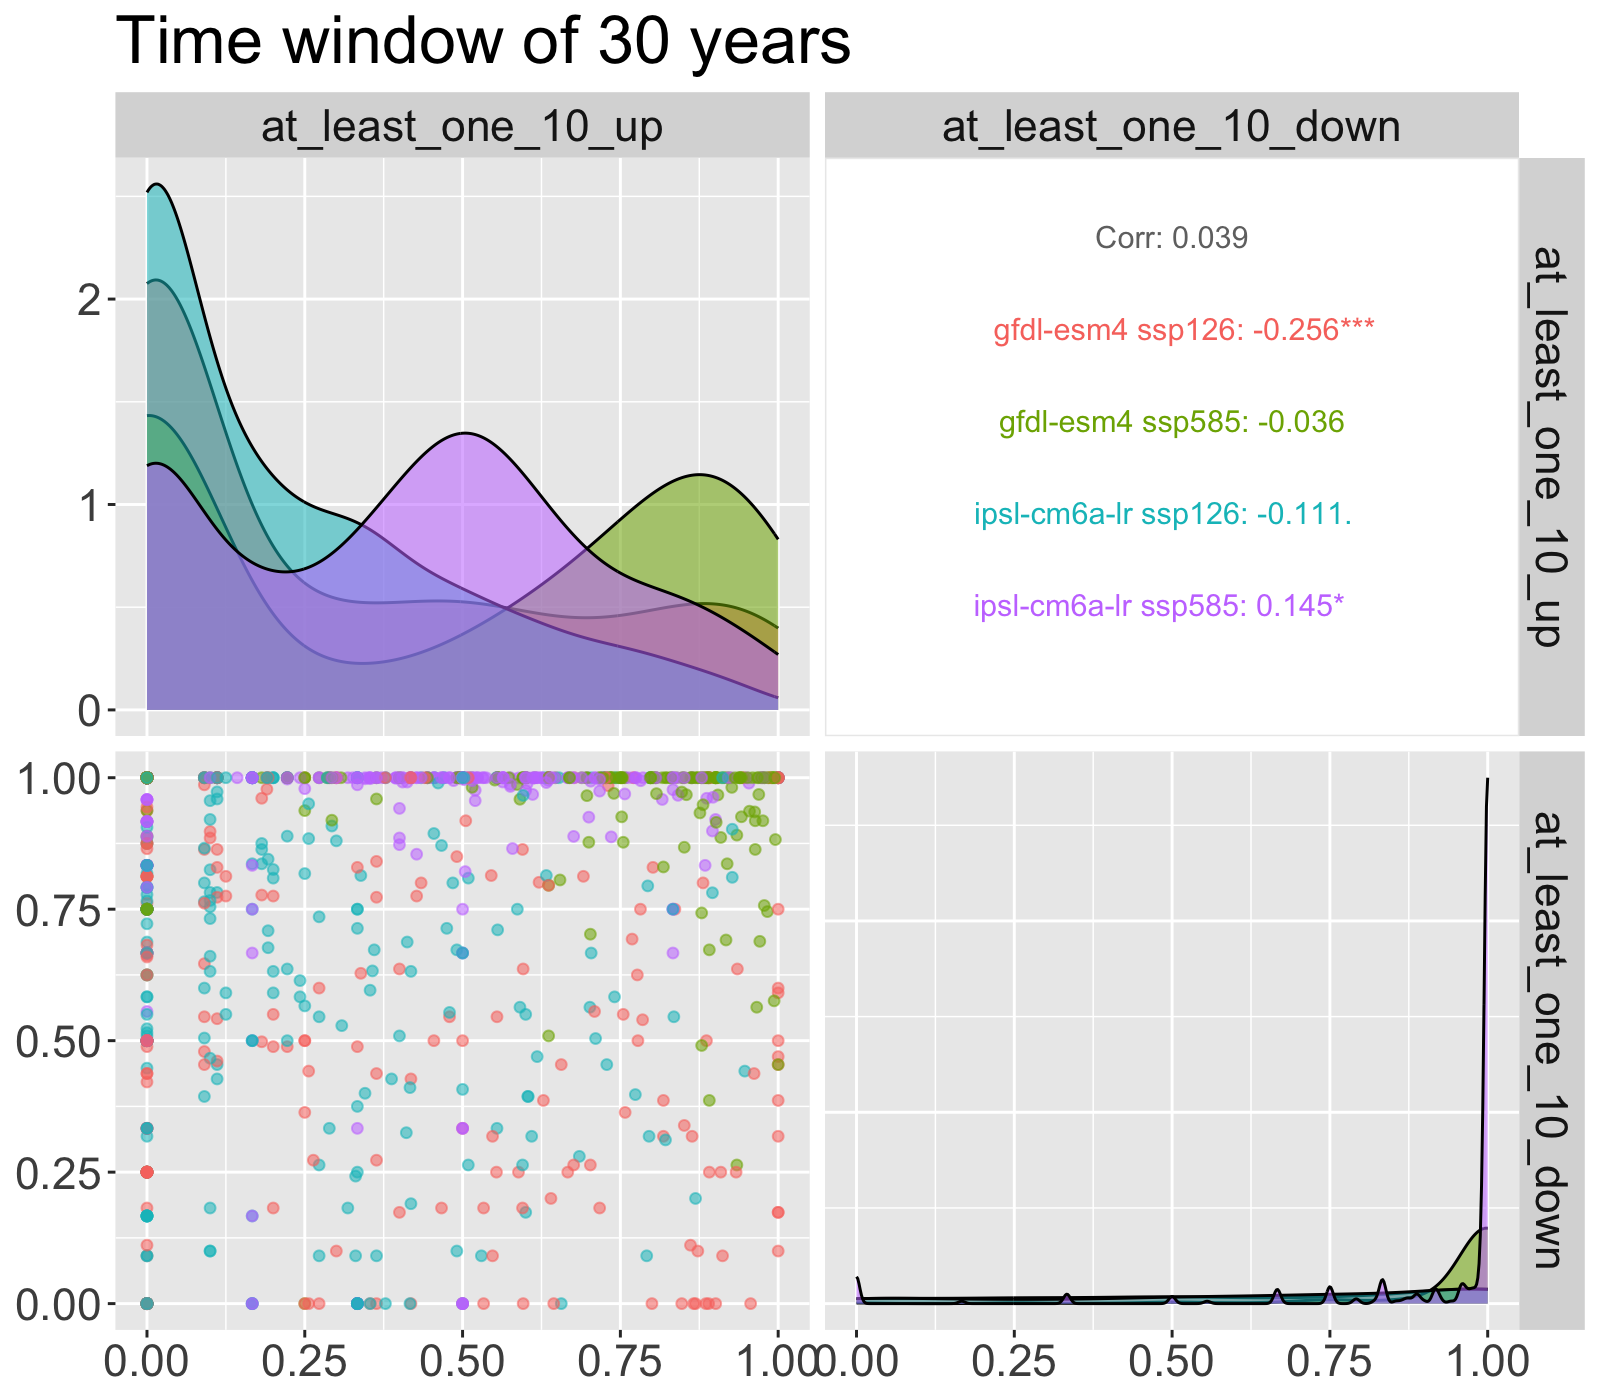 Time window of 30 years
at_least_one_10_up
at_least_one_10_down
2
1
0
Corr: 0.039
gfdl-esm4 ssp126: -0.256***
gfdl-esm4 ssp585: -0.036
ipsl-cm6a-lr ssp126: -0.111.
ipsl-cm6a-lr ssp585: 0.145*
at_least_one_10_up
1.00
0.75
0.50
0.25
0.00
at_least_one_10_down
0.00 0.25 0.50 0.75 1.00
0.00 0.25 0.50 0.75 1.00